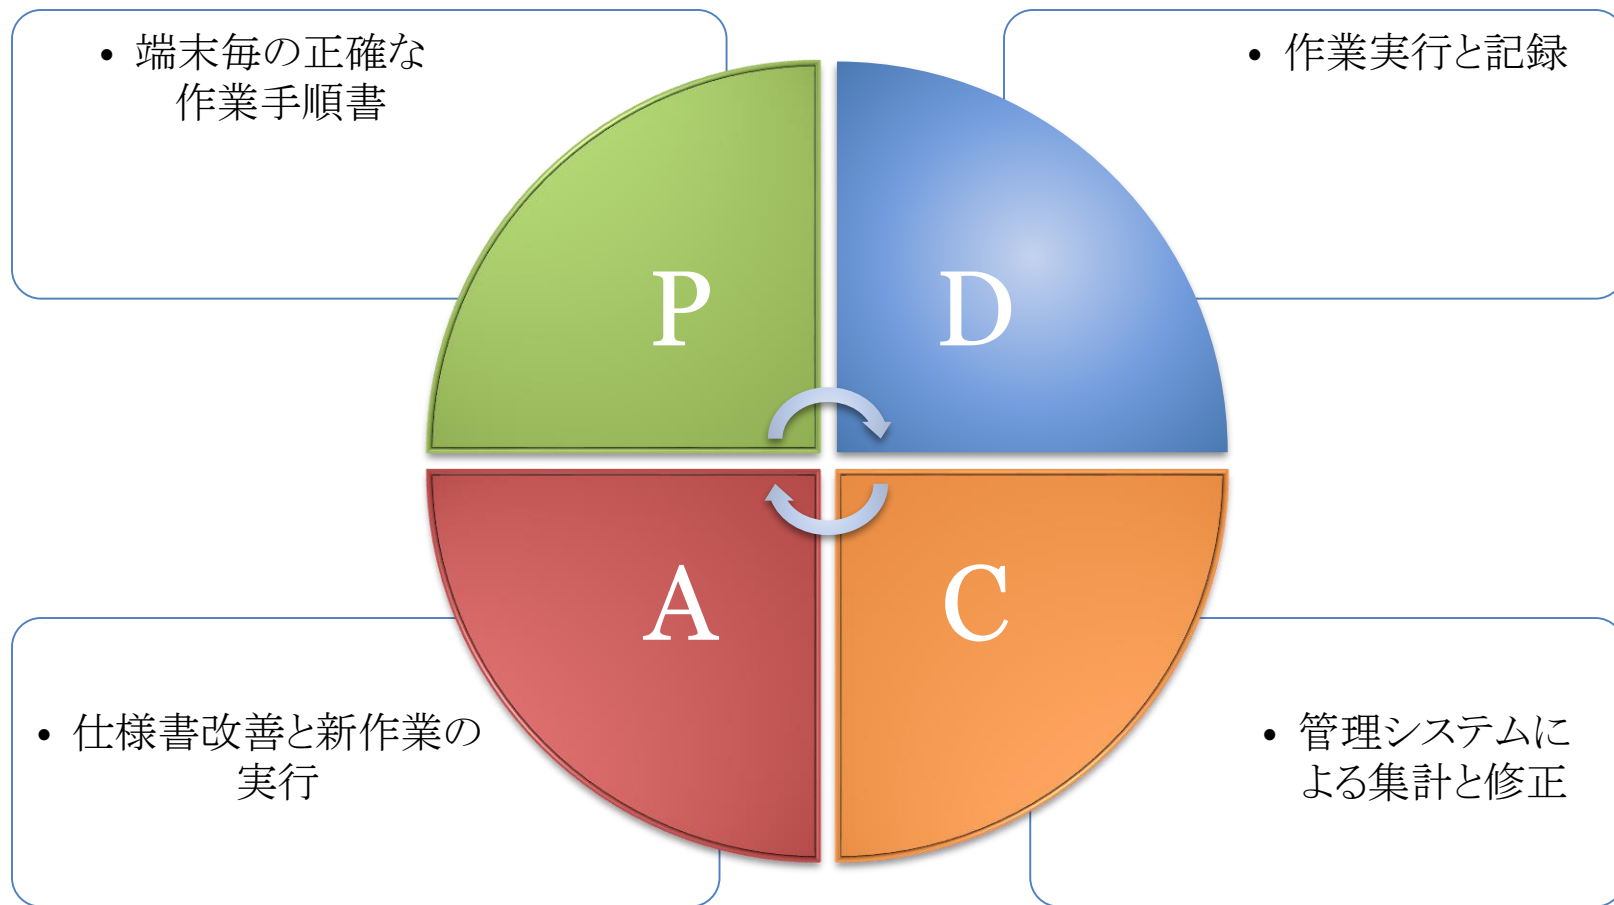 • 端末毎の正確な
作業手順書
• 作業実行と記録
P
D
A
C
• 仕様書改善と新作業の
実行
• 管理システムに
よる集計と修正